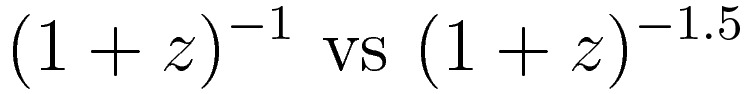 (1 + z)^{-1} vs (1 + z)^{-1.5}